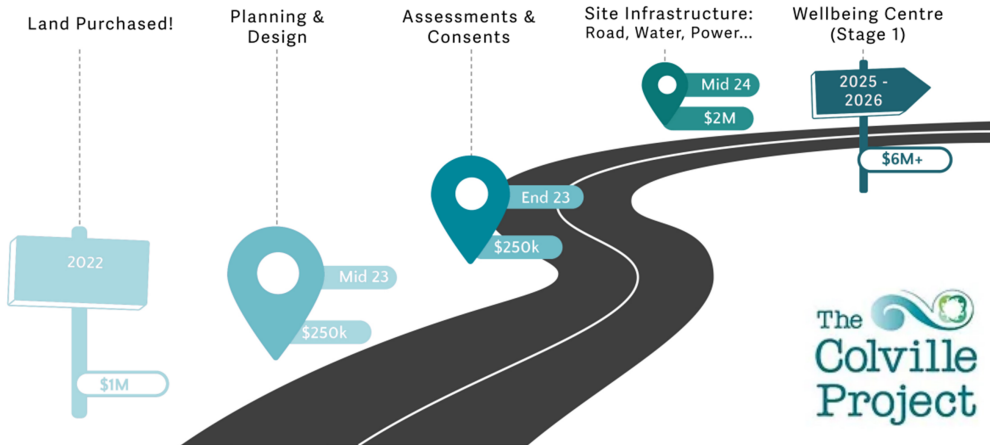 Land Purchased!
2022
$1M
Planning &
Design
Mid 23
$250k
Assessments &
Consents
End 23
$250k
Site Infrastructure:
Road, Water, Power...
Mid 24
$2M
Wellbeing Centre
(Stage 1)
2025 -
2026
$6M+
The
Colville
Project